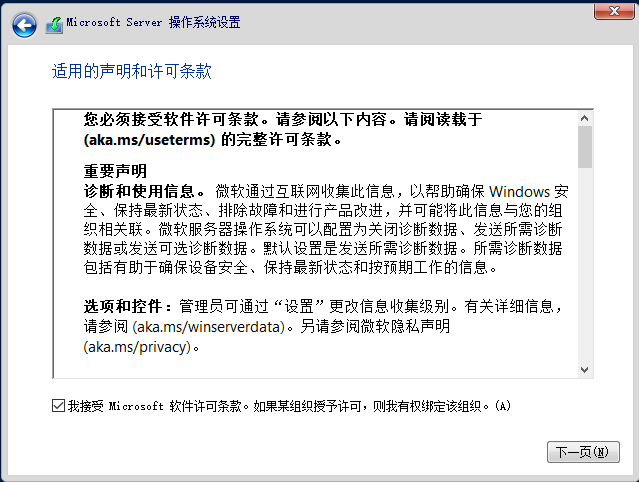 Microsoft Server 操作系统设置
适用的声明和许可条款
您必须接受软件许可条款。请参阅以下内容。请阅读载于
(aka.ms/useterms) 的完整许可条款。
重要声明
诊断和使用信息。 微软通过互联网收集此信息，以帮助确保 Windows 安
全、保持最新状态、排除故障和进行产品改进，并可能将此信息与您的组
织相关联。微软服务器操作系统可以配置为关闭诊断数据、发送所需诊断
数据或发送可选诊断数据。默认设置是发送所需诊断数据。所需诊断数据
包括有助于确保设备安全、保持最新状态和按预期工作的信息。
选项和控件：管理员可通过“设置”更改信息收集级别。有关详细信息，
请参阅 (aka.ms/winserverdata)。另请参阅微软隐私声明
(aka.ms/privacy)。
我接受 Microsoft 软件许可条款。如果某组织授予许可，则我有权绑定该组织。(A)
下一页(N)